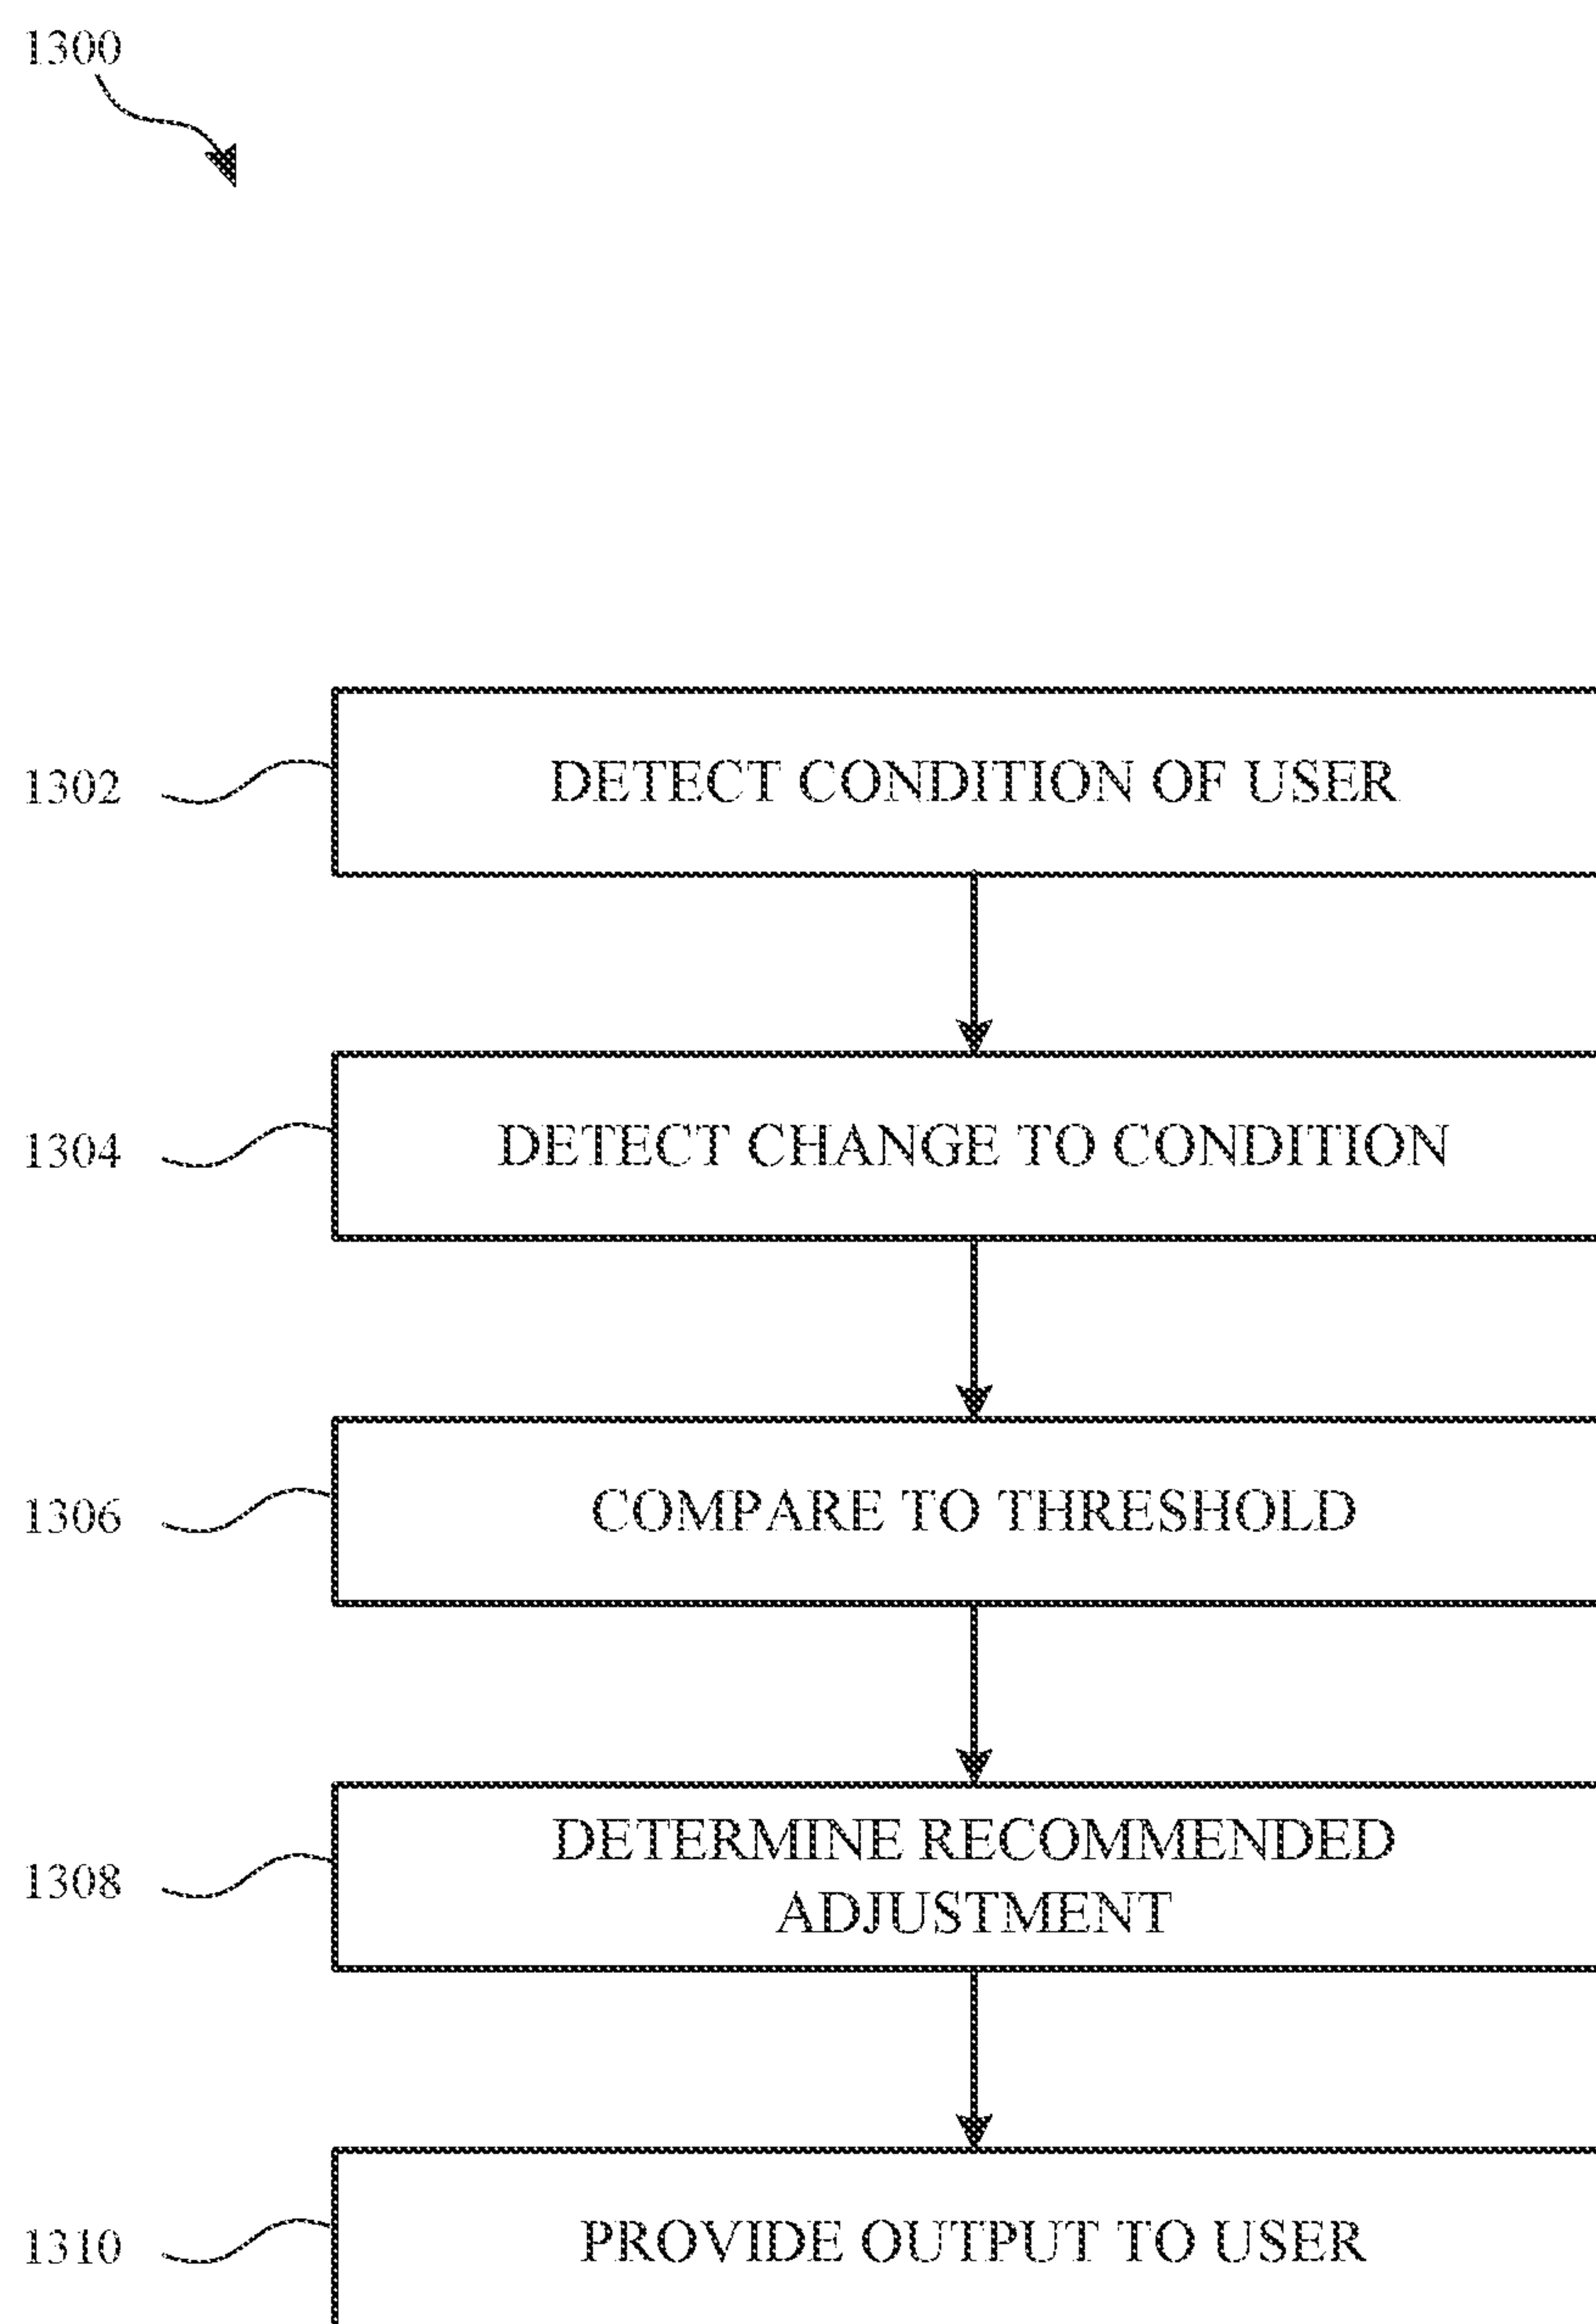 1300
1302
DETECT CONDITION OF USER
1304
DETECT CHANGE TO CONDITION
1306
COMPARE TO THRESHOLD
1308
DETERMINE RECOMMENDED
ADJUSTMENT
1310
PROVIDE OUTPUT TO USER